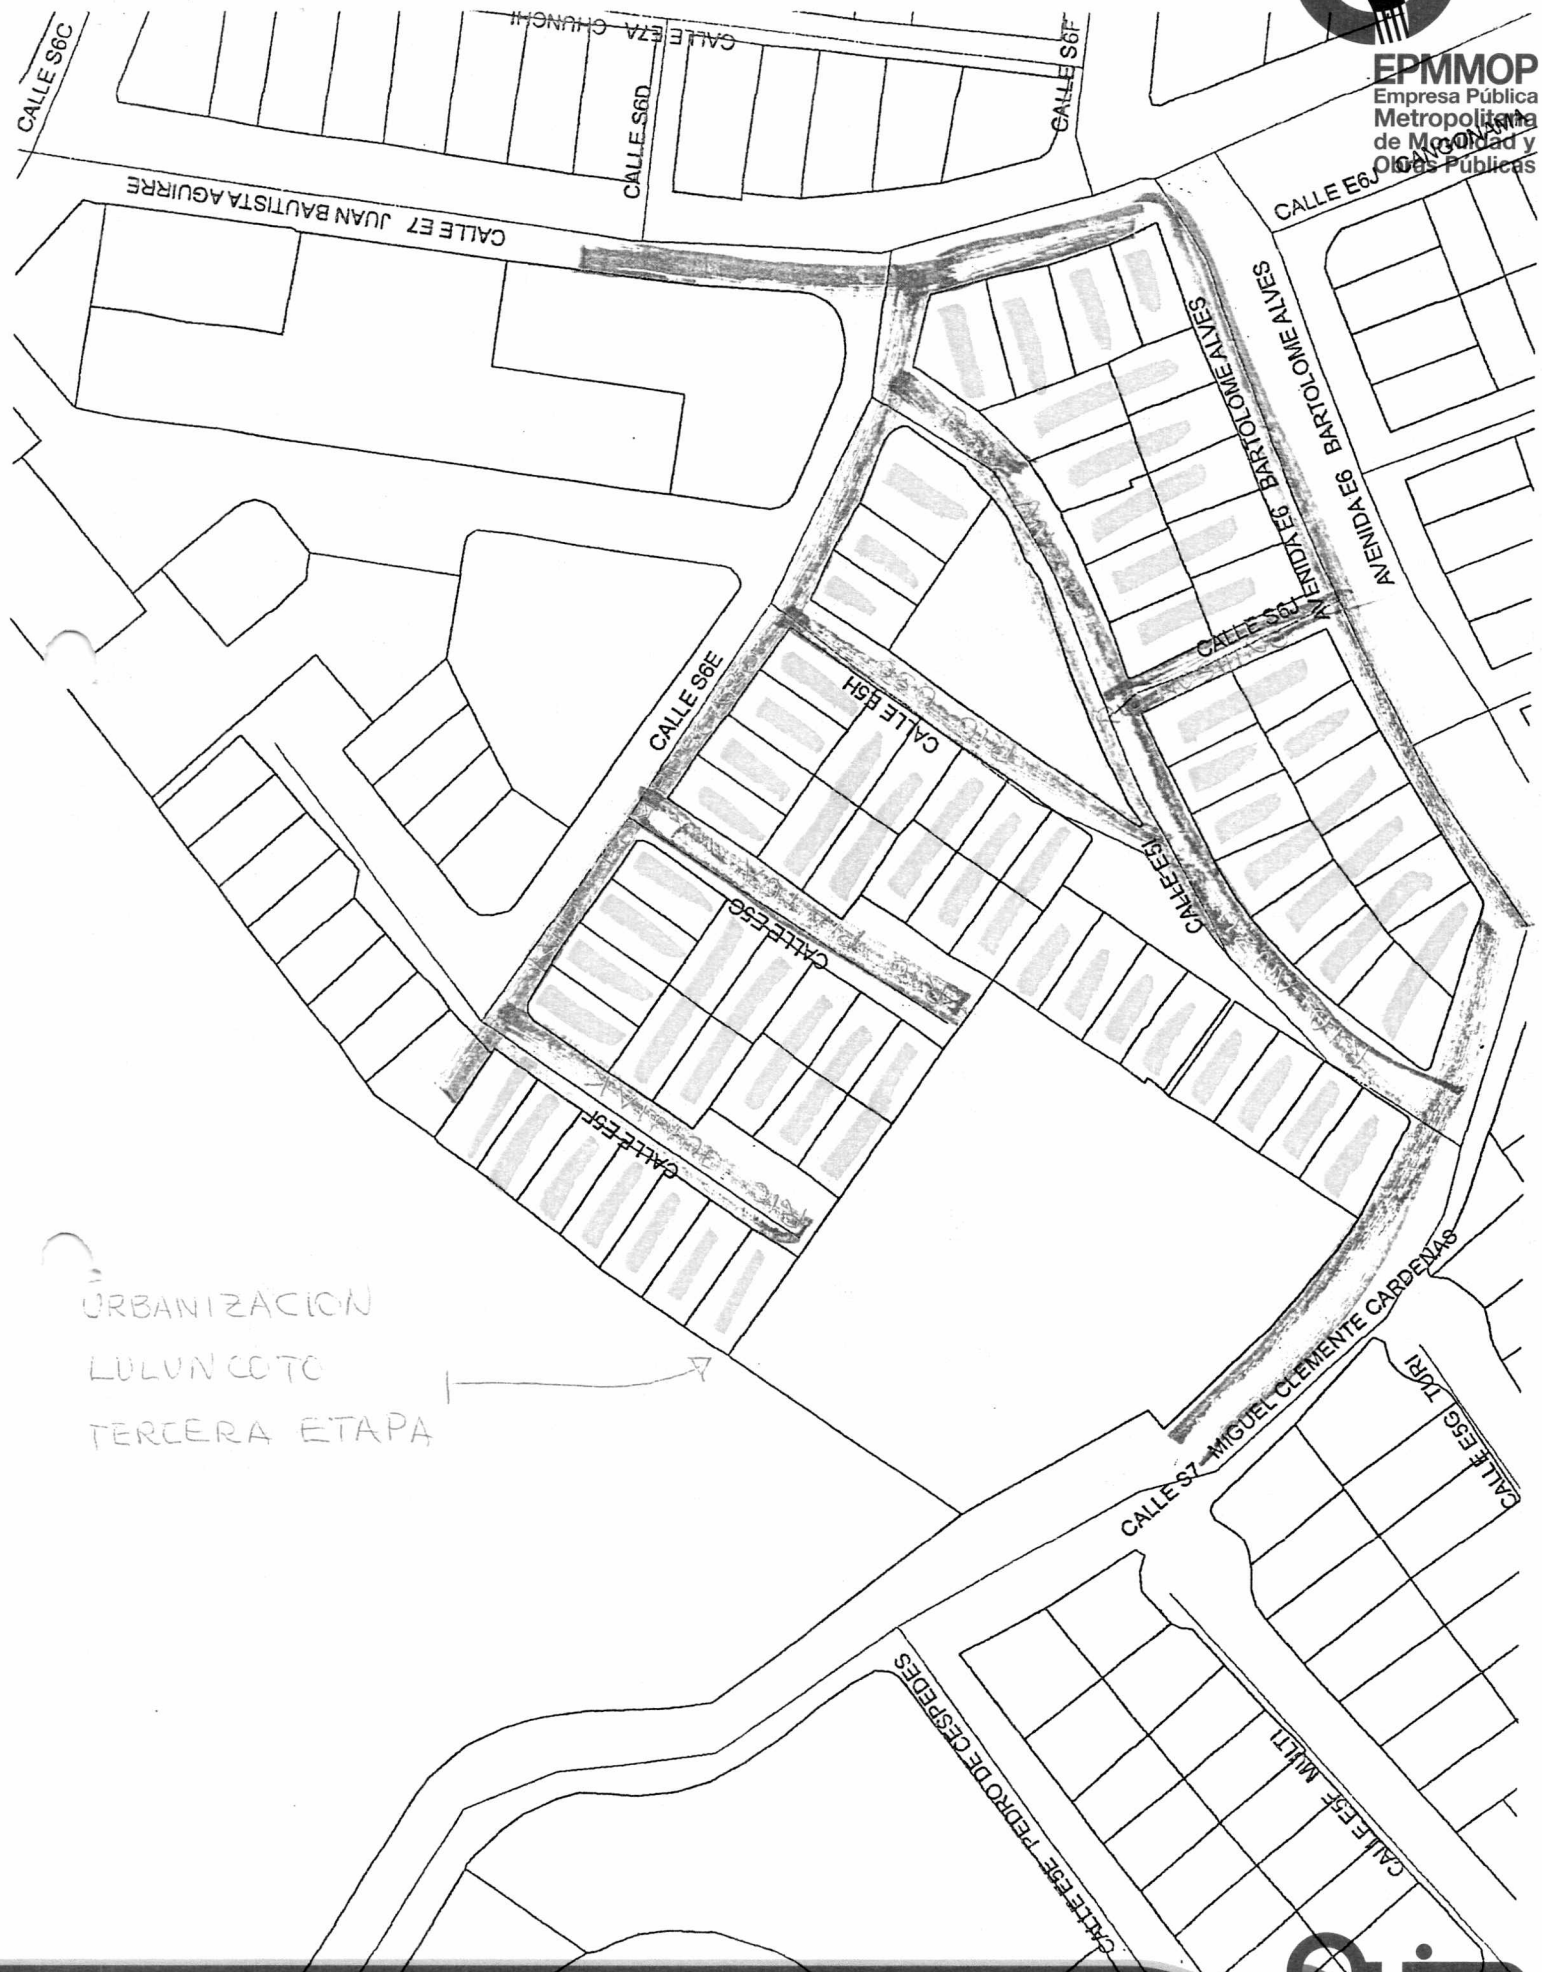 EPMMOP
Empresa Pública
Metropolitana
de Movilidad y
Obras Públicas
CALLE S6C
CALLE E7A CHUNCHI
CALLE S6D
CALLE S6F
CALLE E6J CANGONAMA
CALLE E7 JUAN BAUTISTA AGUIRRE
AVENIDA E6 BARTOLOME ALVES
AVENIDA E6 BARTOLOME ALVES
CALLE S6J
CALLE S6E
CALLE E5H
CALLE E5I
CALLE E5G
CALLE E5F
URBANIZACION
LULUNCOTO
TERCERA ETAPA
CALLE S7 MIGUEL CLEMENTE CARDENAS
CALLE E5G TURI
CALLE E5E PEDRO DE CESPEDES
CALLE E5F MULTI